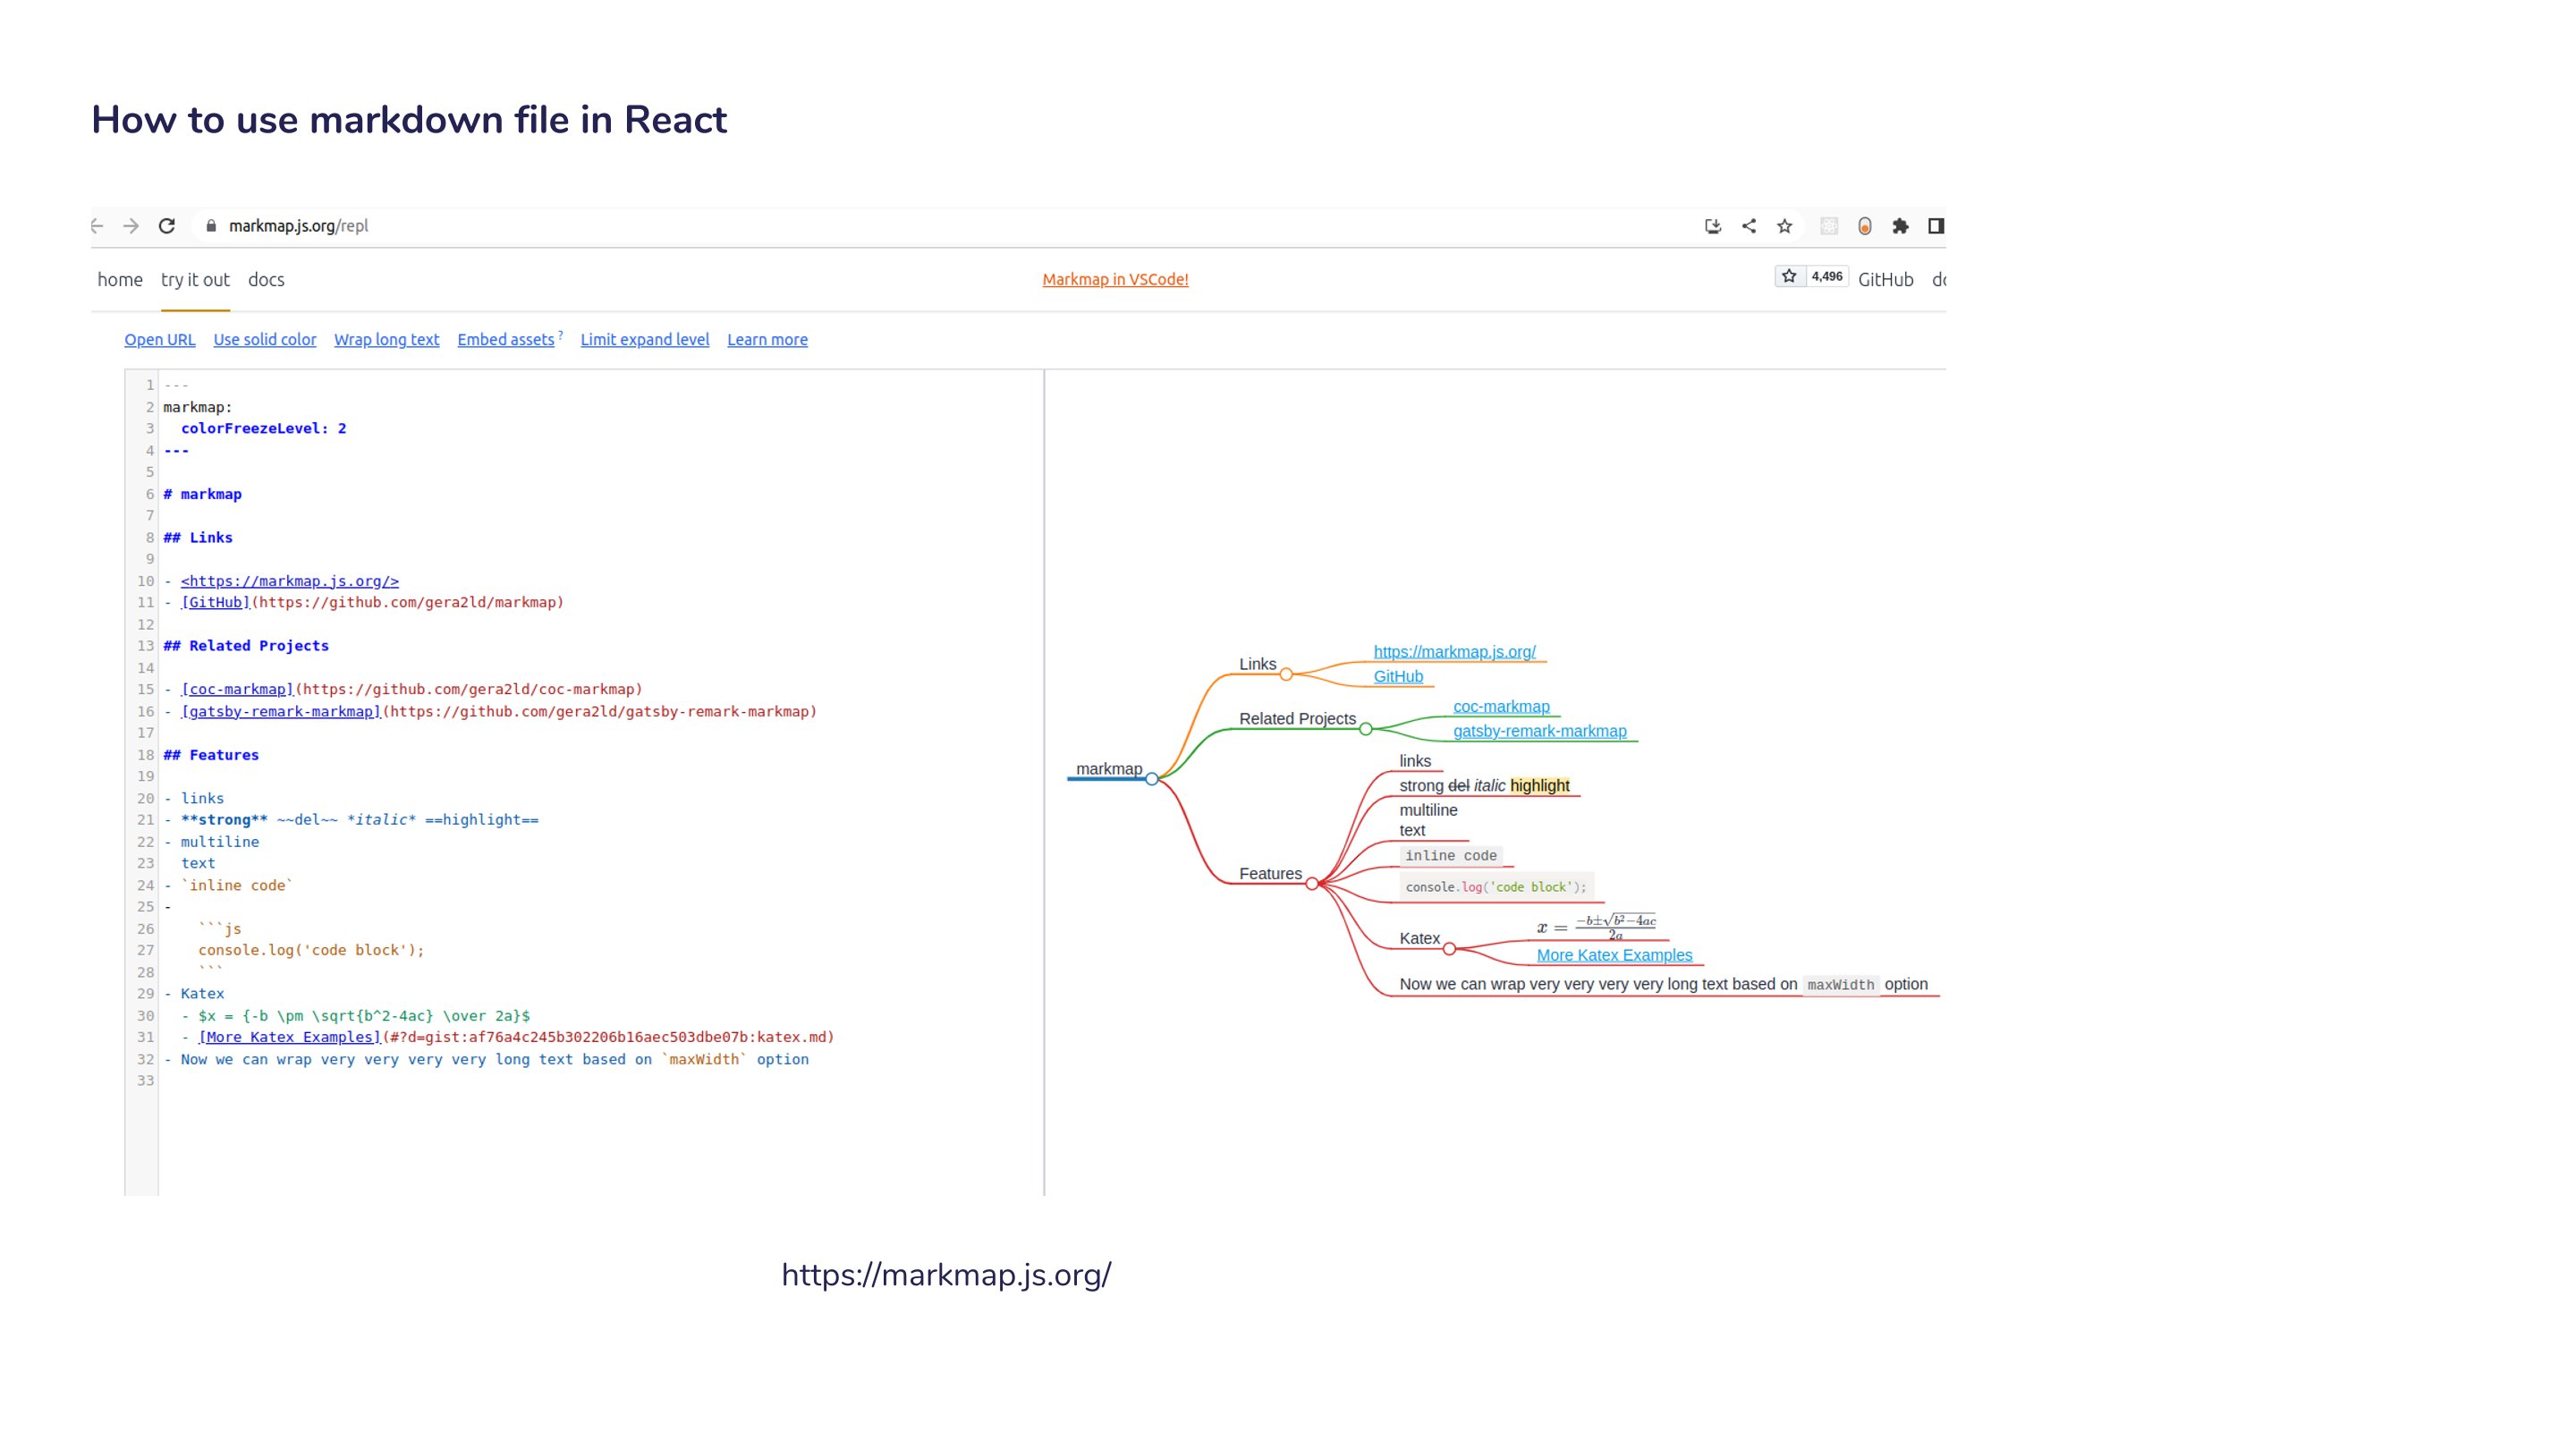 How to use markdown file in React
markmap.js.org/repl
home try it out docs
Markmap in VSCode!
4,496 GitHub
Open URL Use solid color Wrap long text Embed assets ? Limit expand level Learn more
1 ---
2 markmap:
3   colorFreezeLevel: 2
4 ---
5
6 # markmap
7
8 ## Links
9
10 - <https://markmap.js.org/>
11 - [GitHub](https://github.com/gera2ld/markmap)
12
13 ## Related Projects
14
15 - [coc-markmap](https://github.com/gera2ld/coc-markmap)
16 - [gatsby-remark-markmap](https://github.com/gera2ld/gatsby-remark-markmap)
17
18 ## Features
19
20 - links
21 - **strong** ~~del~~ *italic* ==highlight==
22 - multiline
23   text
24 - `inline code`
25 -
26     ```js
27     console.log('code block');
28     ```
29 - Katex
30   - $x = {-b \pm \sqrt{b^2-4ac} \over 2a}$
31   - [More Katex Examples](#?d=gist:af76a4c245b302206b16aec503dbe07b:katex.md)
32 - Now we can wrap very very very very long text based on `maxWidth` option
33
markmap
Links
https://markmap.js.org/
GitHub
Related Projects
coc-markmap
gatsby-remark-markmap
Features
links
strong del italic highlight
multiline
text
inline code
console.log('code block');
Katex
x = −b±√b²−4ac / 2a
More Katex Examples
Now we can wrap very very very very long text based on maxWidth option
https://markmap.js.org/